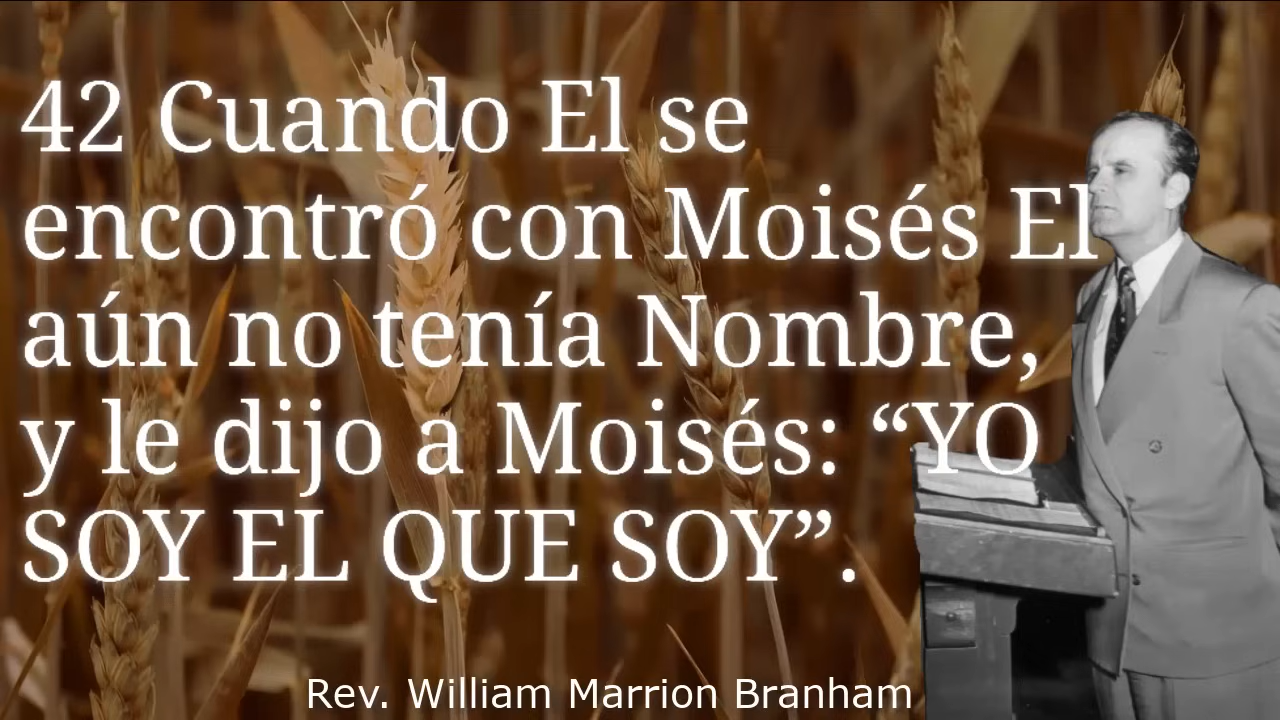 42 Cuando El se
encontró con Moisés El
aún no tenía Nombre,
y le dijo a Moisés: “YO
SOY EL QUE SOY”.
Rev. William Marrion Branham